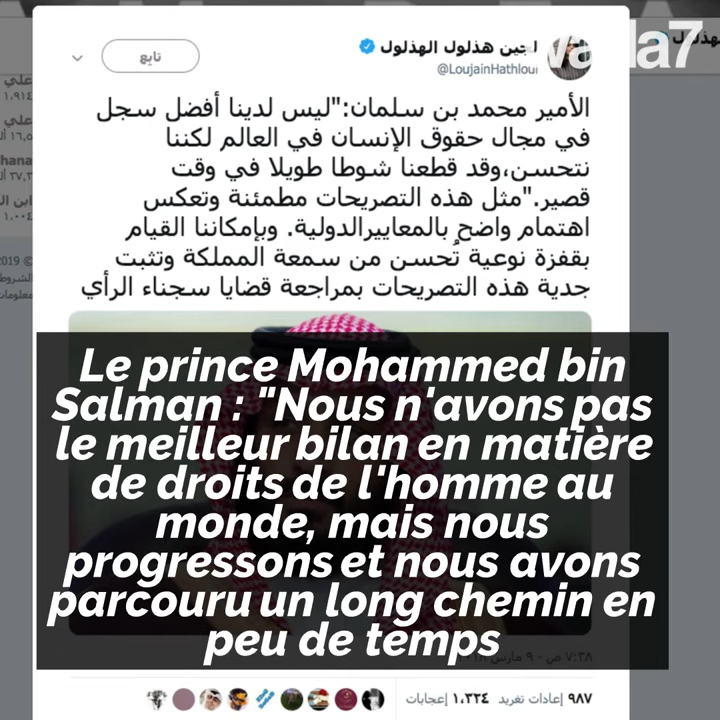 لجين هذلول الهذلول
@LoujainHathloul
تابع
الأمير محمد بن سلمان:"ليس لدينا أفضل سجل
في مجال حقوق الإنسان في العالم لكننا
نتحسن،وقد قطعنا شوطا طويلا في وقت
قصير."مثل هذه التصريحات مطمئنة وتعكس
اهتمام واضح بالمعاييرالدولية. وبإمكاننا القيام
بقفزة نوعية تُحسن من سمعة المملكة وتثبت
جدية هذه التصريحات بمراجعة قضايا سجناء الرأي
Le prince Mohammed bin
Salman : "Nous n'avons pas
le meilleur bilan en matière
de droits de l'homme au
monde, mais nous
progressons et nous avons
parcouru un long chemin en
peu de temps
٩٨٧ إعادات تغريد ١٬٣٣٤ إعجابات
علي
علي
hana
2019 ©